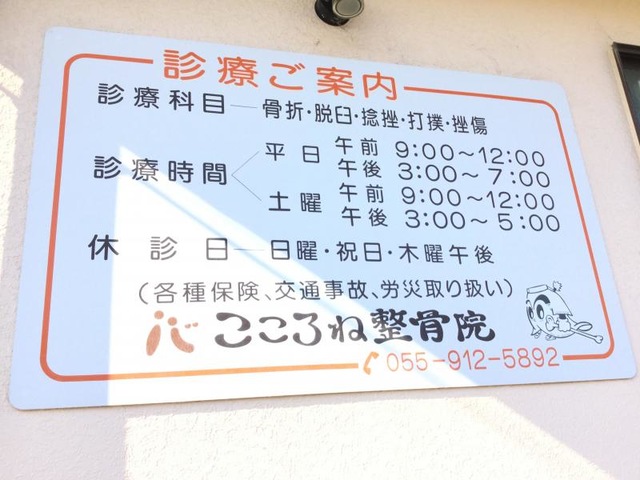 診療ご案内
診療科目―骨折・脱臼・捻挫・打撲・挫傷
診療時間 平日 午前 9:00〜12:00
午後 3:00〜 7:00
土曜 午前 9:00〜12:00
午後 3:00〜 5:00
休診日―日曜・祝日・木曜午後
(各種保険、交通事故、労災取り扱い)
こころね整骨院
055-912-5892